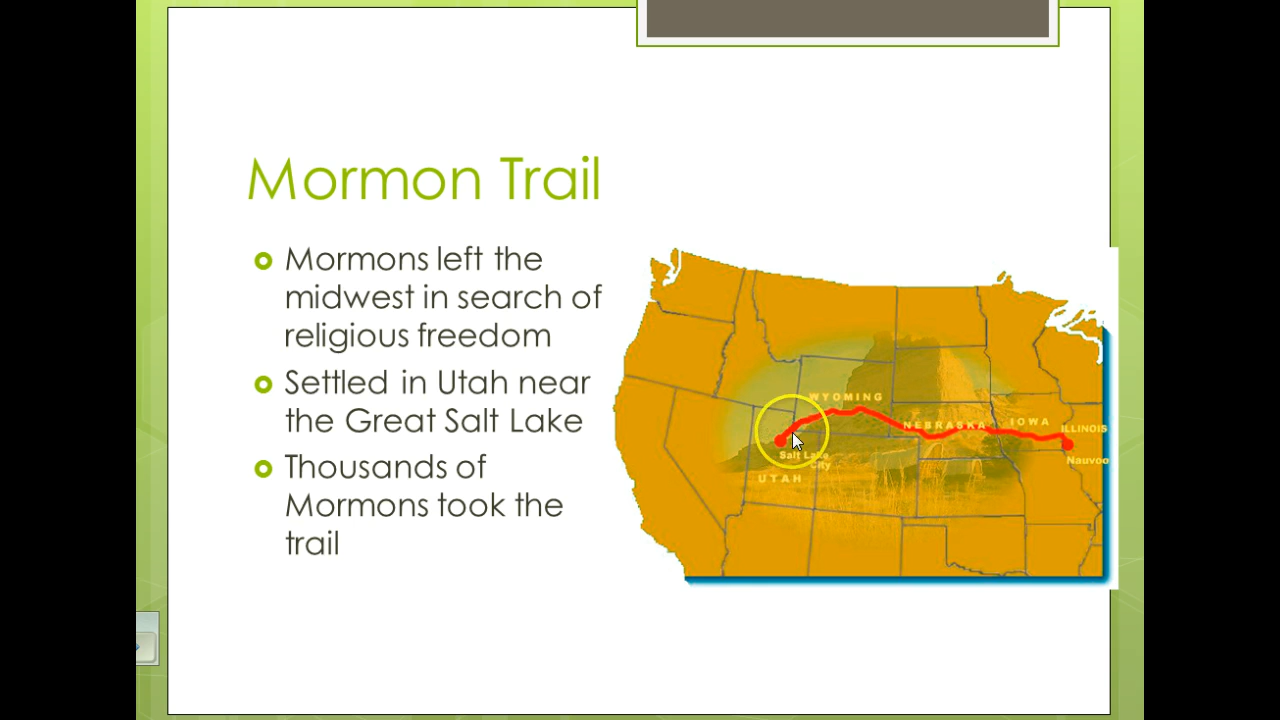 Mormon Trail
Mormons left the
midwest in search of
religious freedom
Settled in Utah near
the Great Salt Lake
Thousands of
Mormons took the
trail
WYOMING
NEBRASKA
IOWA
ILLINOIS
Nauvoo
Salt Lake
City
UTAH